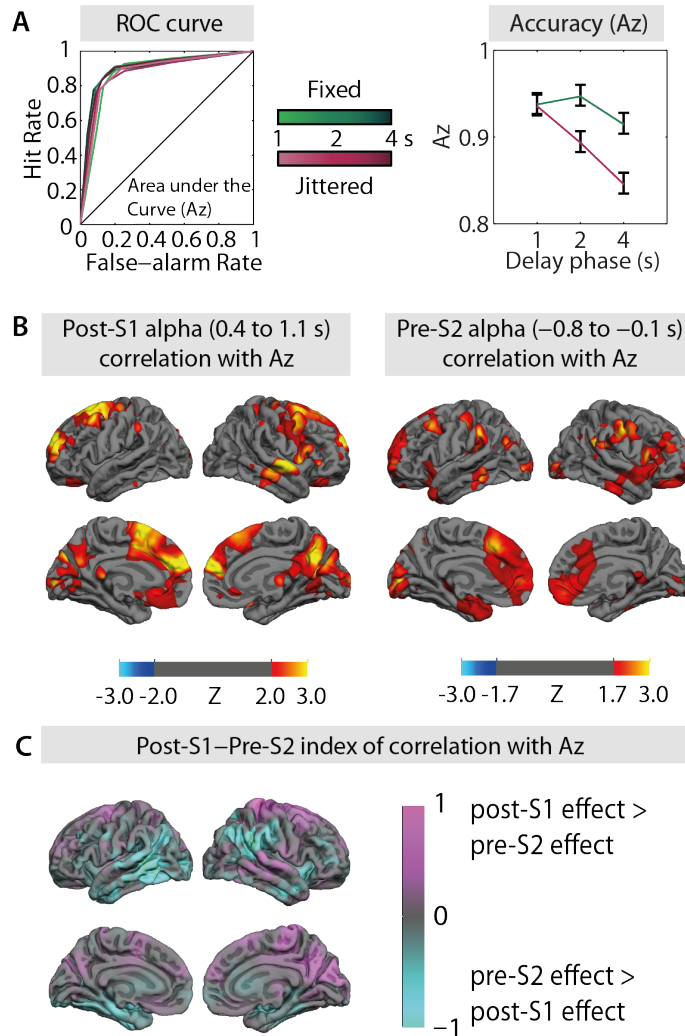 A
ROC curve
Accuracy (Az)
1
0.8
0.6
0.4
0.2
0
Hit Rate
Area under the
Curve (Az)
0 0.2 0.4 0.6 0.8 1
False−alarm Rate
Fixed
1 2 4 s
Jittered
1
0.9
0.8
Az
1 2 4
Delay phase (s)
B
Post-S1 alpha (0.4 to 1.1 s)
correlation with Az
Pre-S2 alpha (−0.8 to −0.1 s)
correlation with Az
-3.0 -2.0 Z 2.0 3.0
-3.0 -1.7 Z 1.7 3.0
C
Post-S1−Pre-S2 index of correlation with Az
1
post-S1 effect >
pre-S2 effect
0
pre-S2 effect >
post-S1 effect
−1